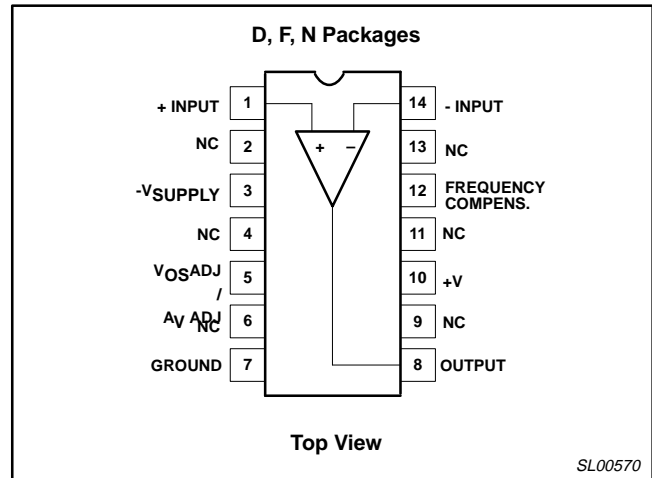 D, F, N Packages
+ INPUT 1
NC 2
-VSUPPLY 3
NC 4
VOSADJ 5
/
AV ADJ
NC 6
GROUND 7
14 - INPUT
13 NC
12 FREQUENCY
COMPENS.
11 NC
10 +V
9 NC
8 OUTPUT
+ −
Top View
SL00570